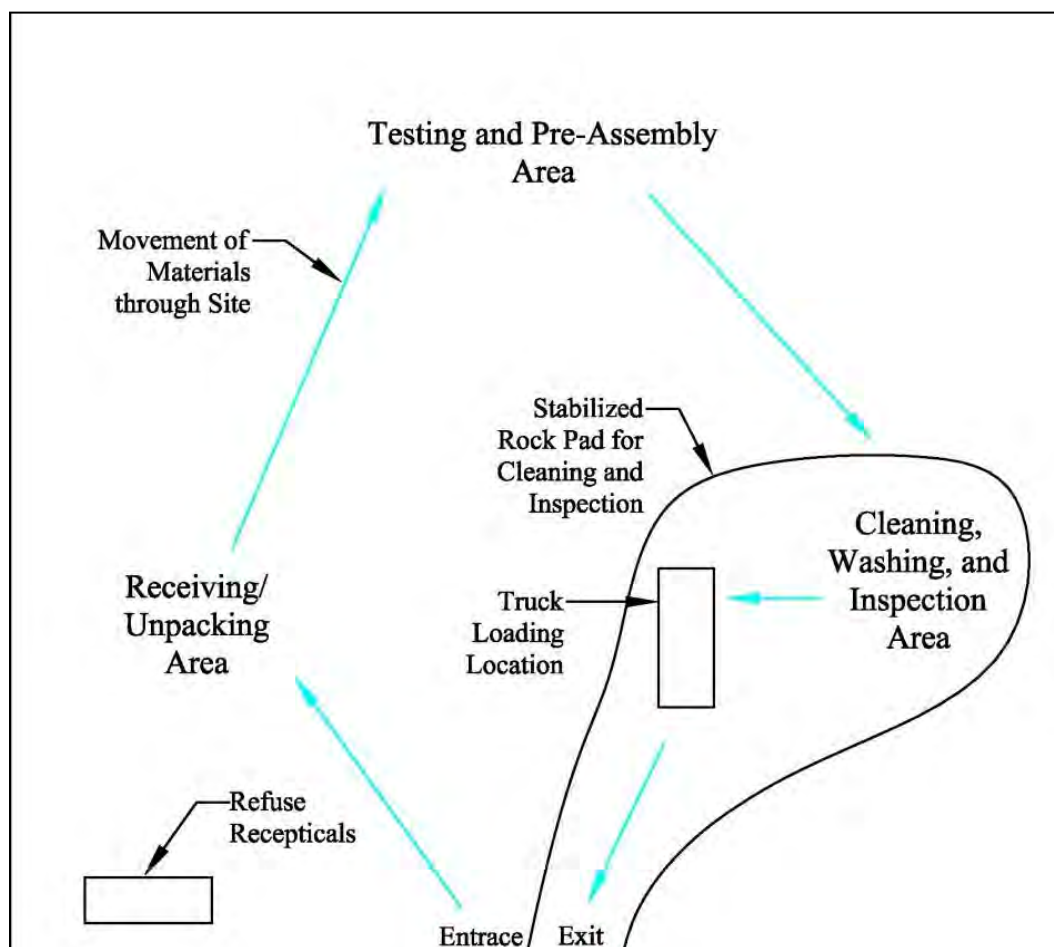 Testing and Pre-Assembly
Area
Movement of
Materials
through Site
Stabilized
Rock Pad for
Cleaning and
Inspection
Cleaning,
Washing, and
Inspection
Area
Receiving/
Unpacking
Area
Truck
Loading
Location
Refuse
Recepticals
Entrace
Exit